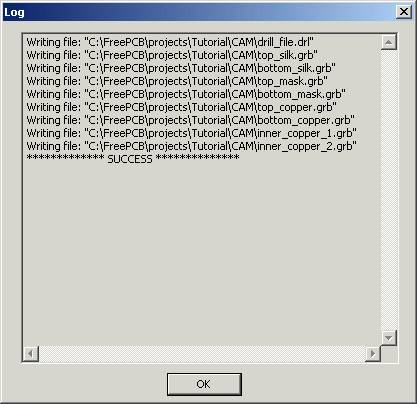 Log
Writing file: "C:\FreePCB\projects\Tutorial\CAM\drill_file.drl"
Writing file: "C:\FreePCB\projects\Tutorial\CAM\top_silk.grb"
Writing file: "C:\FreePCB\projects\Tutorial\CAM\bottom_silk.grb"
Writing file: "C:\FreePCB\projects\Tutorial\CAM\top_mask.grb"
Writing file: "C:\FreePCB\projects\Tutorial\CAM\bottom_mask.grb"
Writing file: "C:\FreePCB\projects\Tutorial\CAM\top_copper.grb"
Writing file: "C:\FreePCB\projects\Tutorial\CAM\bottom_copper.grb"
Writing file: "C:\FreePCB\projects\Tutorial\CAM\inner_copper_1.grb"
Writing file: "C:\FreePCB\projects\Tutorial\CAM\inner_copper_2.grb"
************* SUCCESS **************
OK